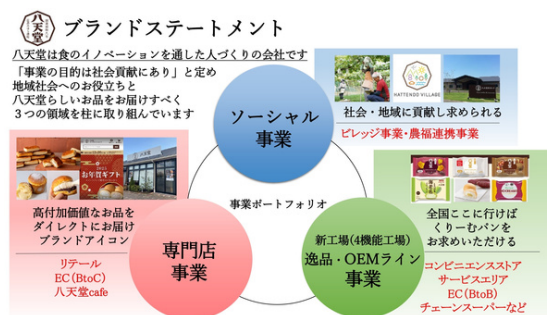 八天堂
ブランドステートメント
八天堂は食のイノベーションを通した人づくりの会社です
「事業の目的は社会貢献にあり」と定め
地域社会へのお役立ちと
八天堂らしいお品をお届けすべく
３つの領域を柱に取り組んでいます
ソーシャル
事業
HATTENDO VILLAGE
社会・地域に貢献し求められる
ビレッジ事業・農福連携事業
お年賀ギフト
高付加価値なお品を
ダイレクトにお届け
ブランドアイコン
リテール
EC(BtoC)
八天堂cafe
専門店
事業
事業ポートフォリオ
新工場(4機能工場)
逸品・OEMライン
事業
全国ここに行けば
くりーむパンを
お求めいただける
コンビニエンスストア
サービスエリア
EC(BtoB)
チェーンスーパーなど